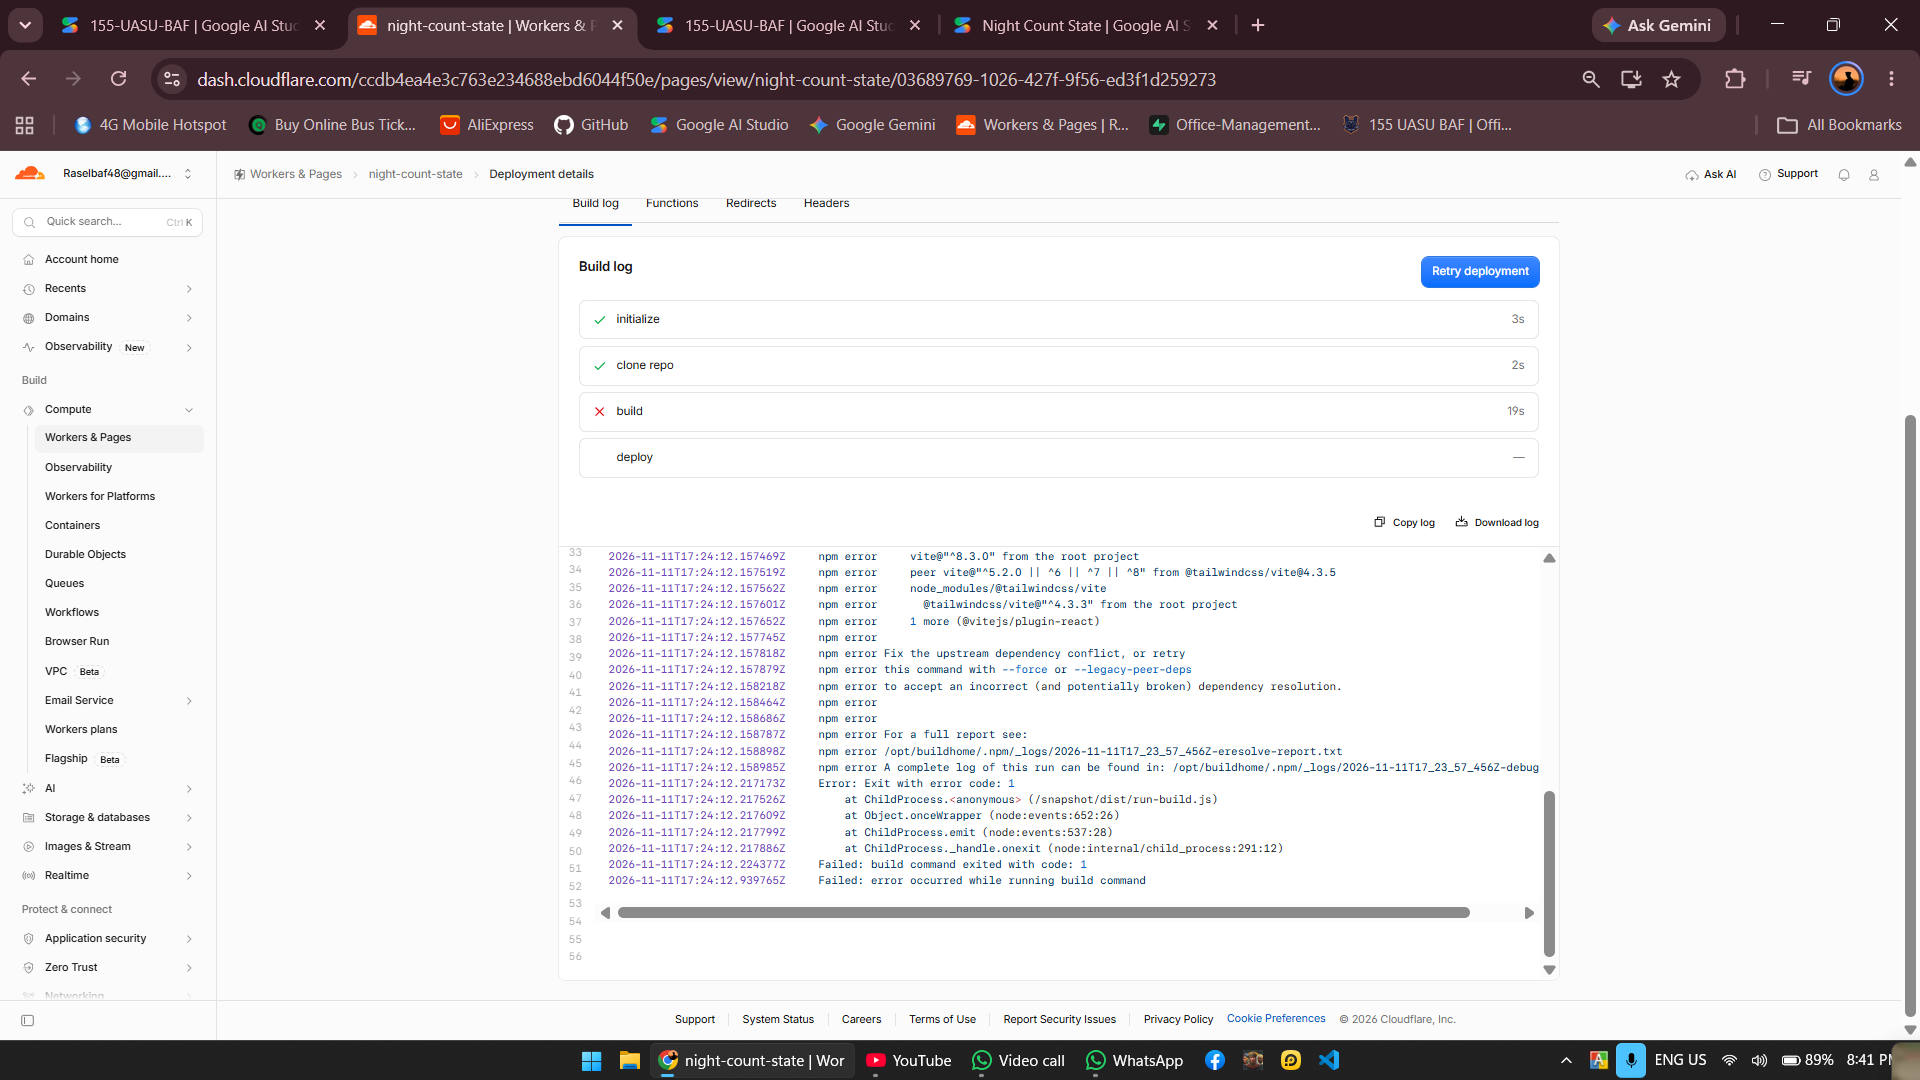 155-UASU-BAF | Google AI Stud
night-count-state | Workers & P
155-UASU-BAF | Google AI Stud
Night Count State | Google AI S
Ask Gemini
dash.cloudflare.com/ccdb4ea4e3c763e234688ebd6044f50e/pages/view/night-count-state/03689769-1026-427f-9f56-ed3f1d259273
4G Mobile Hotspot
Buy Online Bus Tick...
AliExpress
GitHub
Google AI Studio
Google Gemini
Workers & Pages | R...
Office-Management...
155 UASU BAF | Offi...
All Bookmarks
Raselbaf48@gmail....
Workers & Pages > night-count-state > Deployment details
Ask AI
Support
Quick search... Ctrl K
Account home
Recents
Domains
Observability New
Build
Compute
Workers & Pages
Observability
Workers for Platforms
Containers
Durable Objects
Queues
Workflows
Browser Run
VPC Beta
Email Service
Workers plans
Flagship Beta
AI
Storage & databases
Images & Stream
Realtime
Protect & connect
Application security
Zero Trust
Networking
Build log Functions Redirects Headers
Build log
Retry deployment
initialize 3s
clone repo 2s
build 19s
deploy —
Copy log Download log
33 2026-11-11T17:24:12.157469Z npm error vite@"^8.3.0" from the root project
34 2026-11-11T17:24:12.157519Z npm error peer vite@"^5.2.0 || ^6 || ^7 || ^8" from @tailwindcss/vite@4.3.5
35 2026-11-11T17:24:12.157562Z npm error node_modules/@tailwindcss/vite
36 2026-11-11T17:24:12.157601Z npm error @tailwindcss/vite@"^4.3.3" from the root project
37 2026-11-11T17:24:12.157652Z npm error 1 more (@vitejs/plugin-react)
38 2026-11-11T17:24:12.157745Z npm error
39 2026-11-11T17:24:12.157818Z npm error Fix the upstream dependency conflict, or retry
40 2026-11-11T17:24:12.157879Z npm error this command with --force or --legacy-peer-deps
41 2026-11-11T17:24:12.158218Z npm error to accept an incorrect (and potentially broken) dependency resolution.
42 2026-11-11T17:24:12.158464Z npm error
43 2026-11-11T17:24:12.158686Z npm error
44 2026-11-11T17:24:12.158787Z npm error For a full report see:
45 2026-11-11T17:24:12.158898Z npm error /opt/buildhome/.npm/_logs/2026-11-11T17_23_57_456Z-eresolve-report.txt
46 2026-11-11T17:24:12.158985Z npm error A complete log of this run can be found in: /opt/buildhome/.npm/_logs/2026-11-11T17_23_57_456Z-debug
47 2026-11-11T17:24:12.217173Z Error: Exit with error code: 1
48 2026-11-11T17:24:12.217526Z at ChildProcess.<anonymous> (/snapshot/dist/run-build.js)
49 2026-11-11T17:24:12.217609Z at Object.onceWrapper (node:events:652:26)
50 2026-11-11T17:24:12.217799Z at ChildProcess.emit (node:events:537:28)
51 2026-11-11T17:24:12.217886Z at ChildProcess._handle.onexit (node:internal/child_process:291:12)
52 2026-11-11T17:24:12.224377Z Failed: build command exited with code: 1
53 2026-11-11T17:24:12.939765Z Failed: error occurred while running build command
54
55
56
Support System Status Careers Terms of Use Report Security Issues Privacy Policy Cookie Preferences © 2026 Cloudflare, Inc.
night-count-state | Wor
YouTube
Video call
WhatsApp
ENG US
89%
8:41 PM